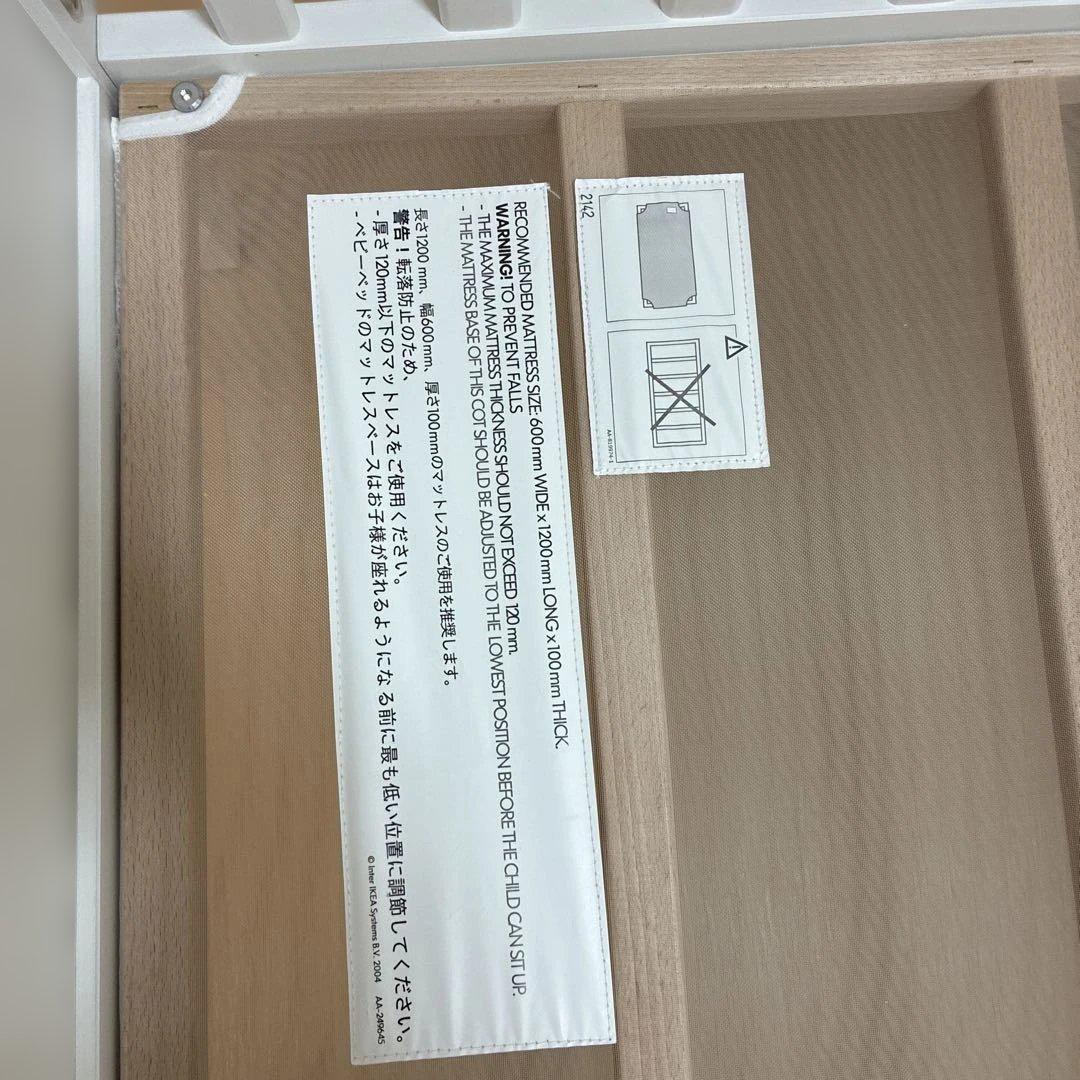 RECOMMENDED MATTRESS SIZE: 600mm WIDE x 1200mm LONG x 100mm THICK.
WARNING! TO PREVENT FALLS
- THE MAXIMUM MATTRESS THICKNESS SHOULD NOT EXCEED 120 mm.
- THE MATTRESS BASE OF THIS COT SHOULD BE ADJUSTED TO THE LOWEST POSITION BEFORE THE CHILD CAN SIT UP.
長さ1200 mm、幅600mm、厚さ100mmのマットレスのご使用を推奨します。
警告！転落防止のため、
- 厚さ120mm以下のマットレスをご使用ください。
- ベビーベッドのマットレスベースはお子様が座れるようになる前に最も低い位置に調節してください。
© Inter IKEA Systems B.V. 2004 AA-249645
2142
AA-819974-1